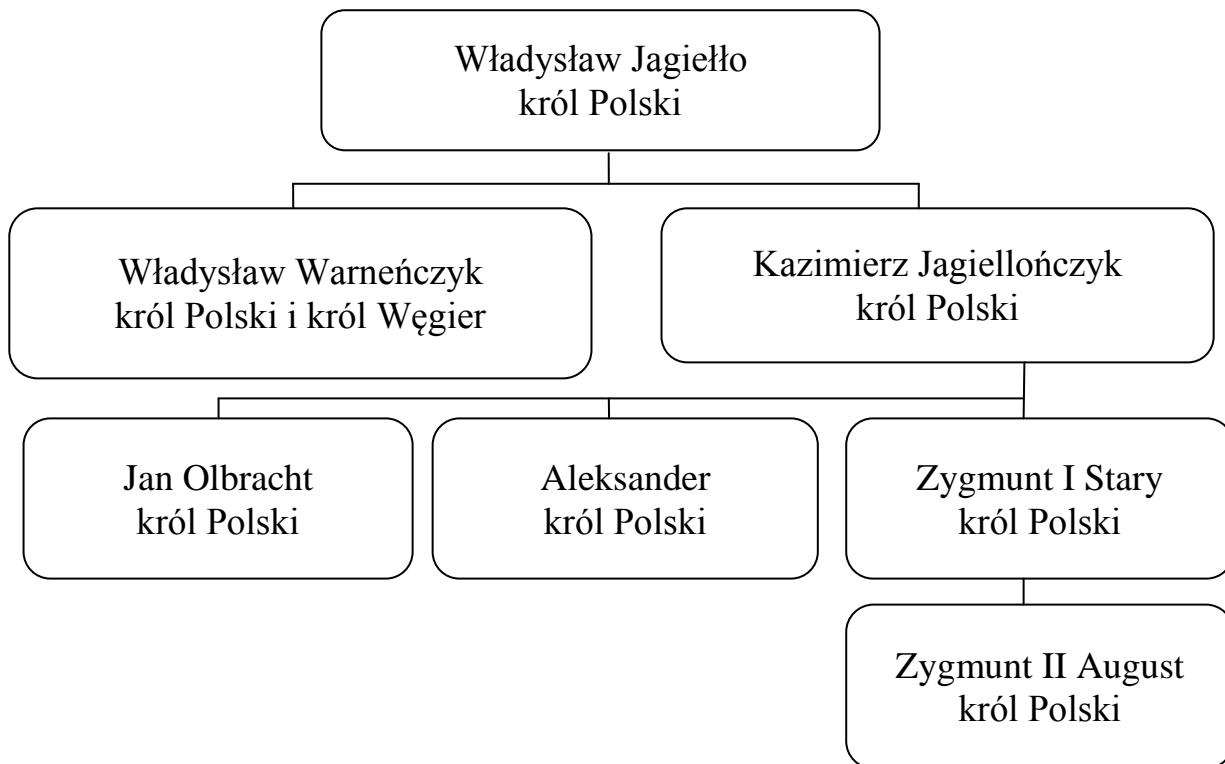 Władysław Jagiełło
król Polski
Władysław Warneńczyk
król Polski i król Węgier
Kazimierz Jagiellończyk
król Polski
Jan Olbracht
król Polski
Aleksander
król Polski
Zygmunt I Stary
król Polski
Zygmunt II August
król Polski